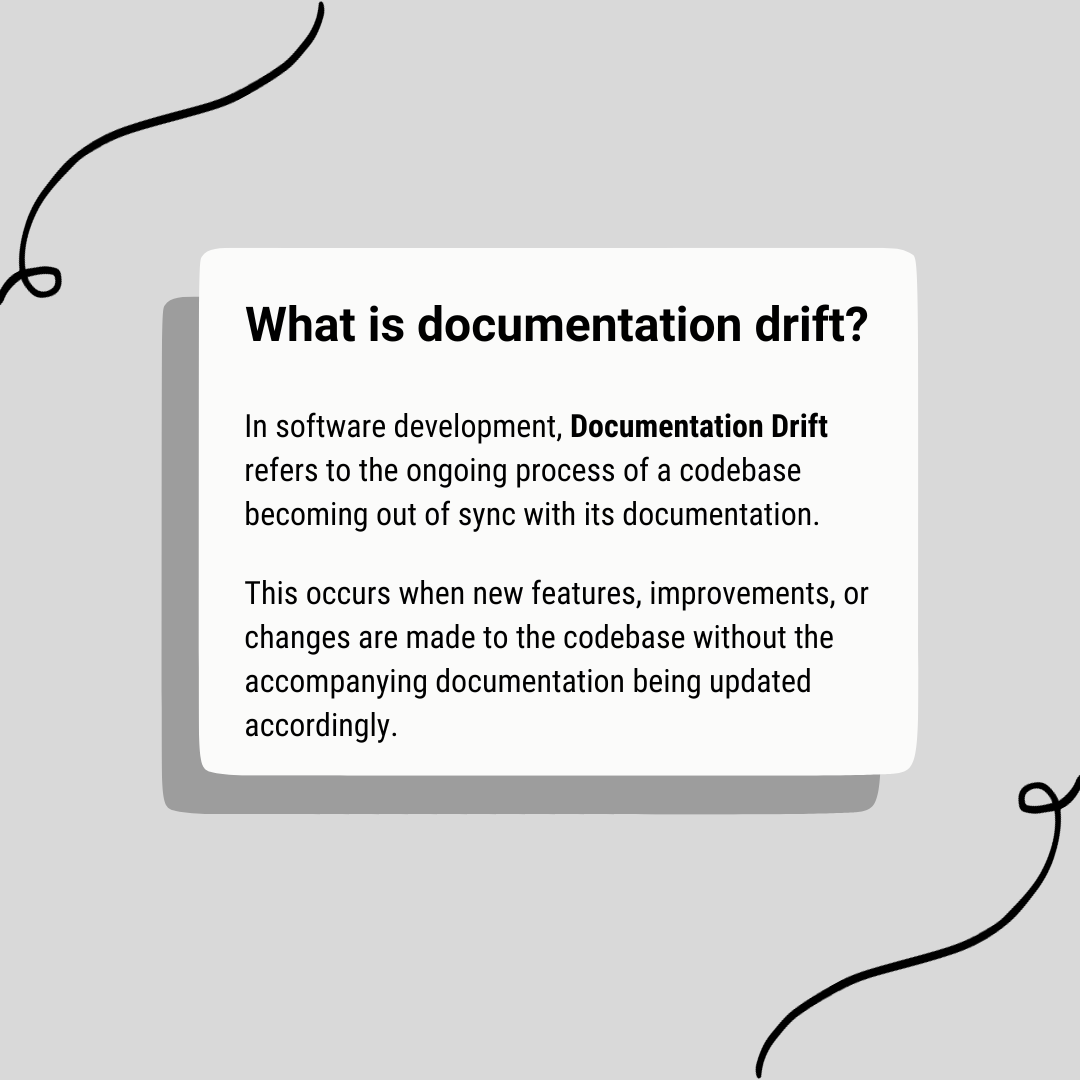 What is documentation drift?
In software development, Documentation Drift
refers to the ongoing process of a codebase
becoming out of sync with its documentation.
This occurs when new features, improvements, or
changes are made to the codebase without the
accompanying documentation being updated
accordingly.